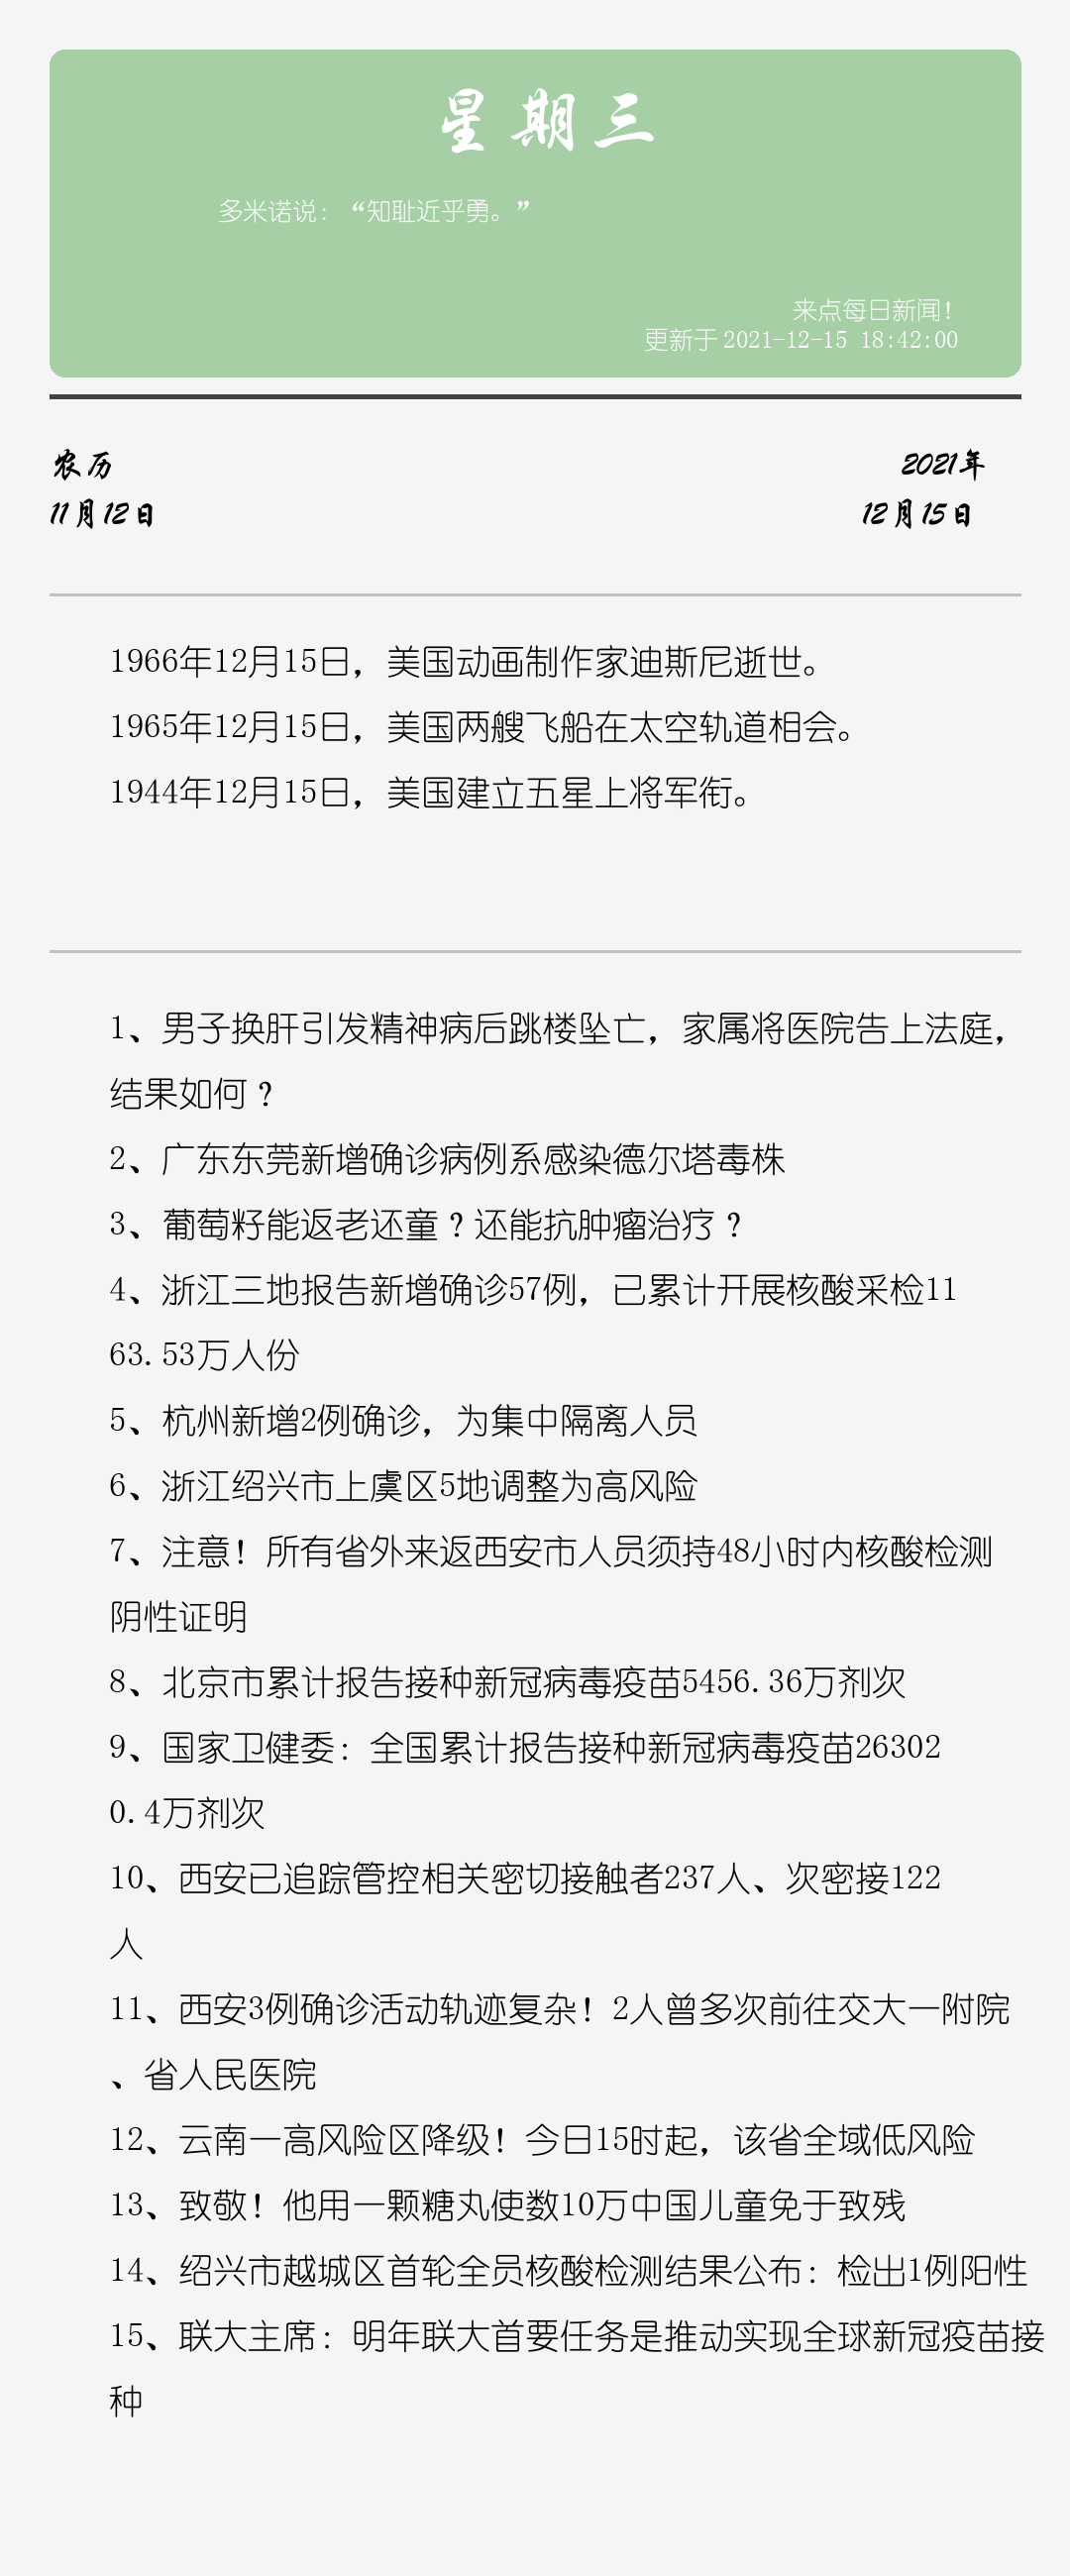 星期三
多米诺说：“知耻近乎勇。”
来点每日新闻！
更新于 2021-12-15 18:42:00
农历
2021年
11月12日
12月15日
1966年12月15日，美国动画制作家迪斯尼逝世。
1965年12月15日，美国两艘飞船在太空轨道相会。
1944年12月15日，美国建立五星上将军衔。
1、男子换肝引发精神病后跳楼坠亡，家属将医院告上法庭，
结果如何？
2、广东东莞新增确诊病例系感染德尔塔毒株
3、葡萄籽能返老还童？还能抗肿瘤治疗？
4、浙江三地报告新增确诊57例，已累计开展核酸采检11
63.53万人份
5、杭州新增2例确诊，为集中隔离人员
6、浙江绍兴市上虞区5地调整为高风险
7、注意！所有省外来返西安市人员须持48小时内核酸检测
阴性证明
8、北京市累计报告接种新冠病毒疫苗5456.36万剂次
9、国家卫健委：全国累计报告接种新冠病毒疫苗26302
0.4万剂次
10、西安已追踪管控相关密切接触者237人、次密接122
人
11、西安3例确诊活动轨迹复杂！2人曾多次前往交大一附院
、省人民医院
12、云南一高风险区降级！今日15时起，该省全域低风险
13、致敬！他用一颗糖丸使数10万中国儿童免于致残
14、绍兴市越城区首轮全员核酸检测结果公布：检出1例阳性
15、联大主席：明年联大首要任务是推动实现全球新冠疫苗接
种